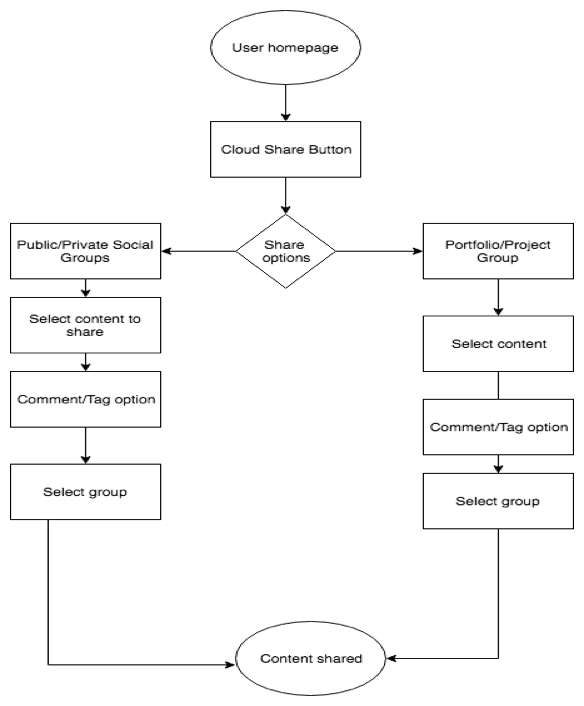 User homepage
Cloud Share Button
Share
options
Public/Private Social
Groups
Select content to
share
Comment/Tag option
Select group
Portfolio/Project
Group
Select content
Comment/Tag option
Select group
Content shared